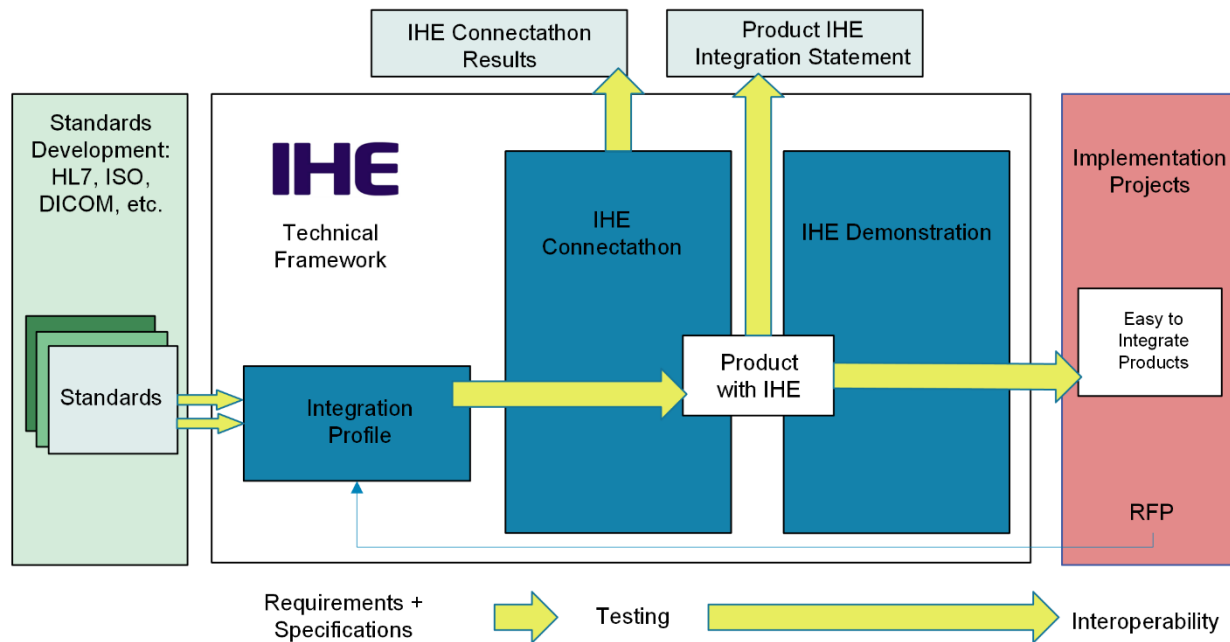 IHE Connectathon
Results
Product IHE
Integration Statement
Standards
Development:
HL7, ISO,
DICOM, etc.
Standards
IHE
Technical
Framework
Integration
Profile
IHE
Connectathon
Product
with IHE
IHE Demonstration
Implementation
Projects
Easy to
Integrate
Products
RFP
Requirements +
Specifications
Testing
Interoperability